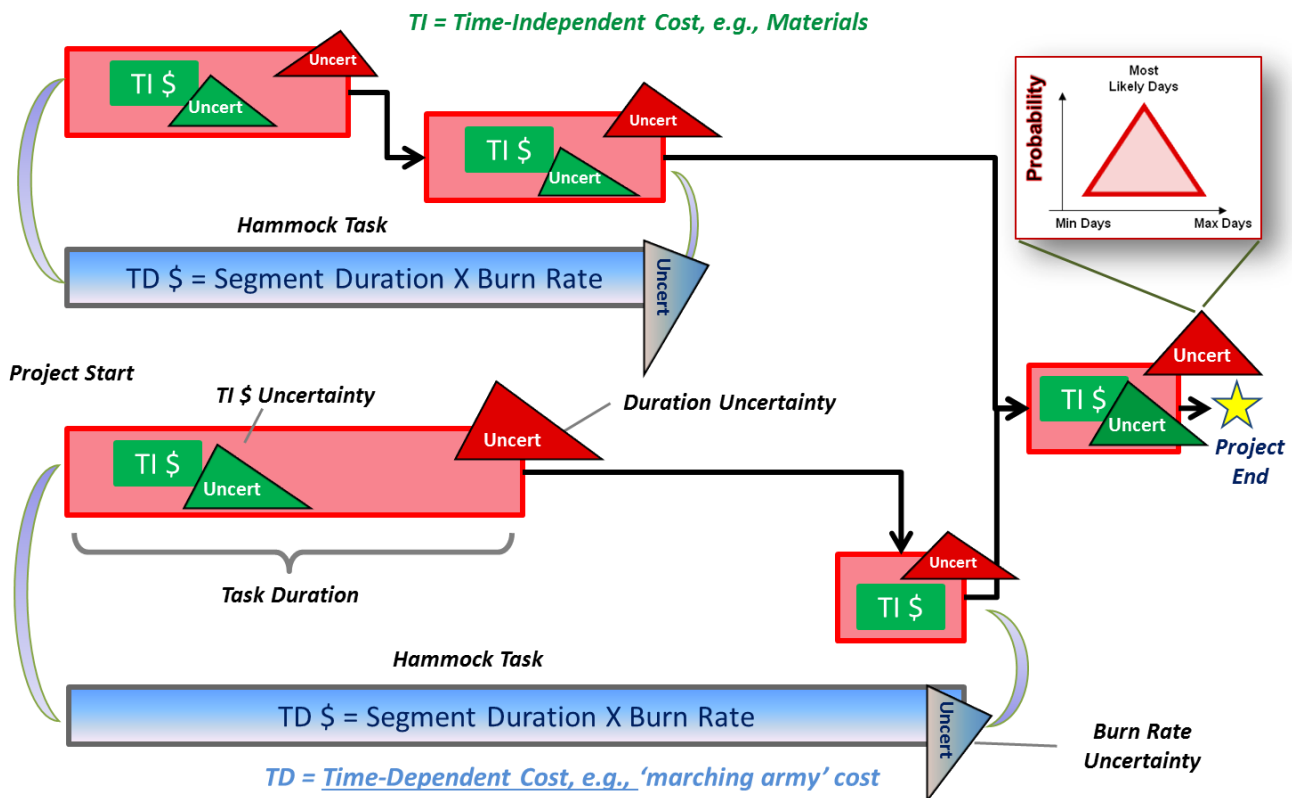 TI = Time-Independent Cost, e.g., Materials
Uncert
TI $
Uncert
Uncert
TI $
Uncert
Most
Likely Days
Probability
Min Days
Max Days
Hammock Task
TD $ = Segment Duration X Burn Rate
Uncert
Project Start
TI $ Uncertainty
Duration Uncertainty
Uncert
TI $
Uncert
Uncert
TI $
Uncert
Project
End
Task Duration
Uncert
TI $
Hammock Task
TD $ = Segment Duration X Burn Rate
Uncert
Burn Rate
Uncertainty
TD = Time-Dependent Cost, e.g., ‘marching army’ cost